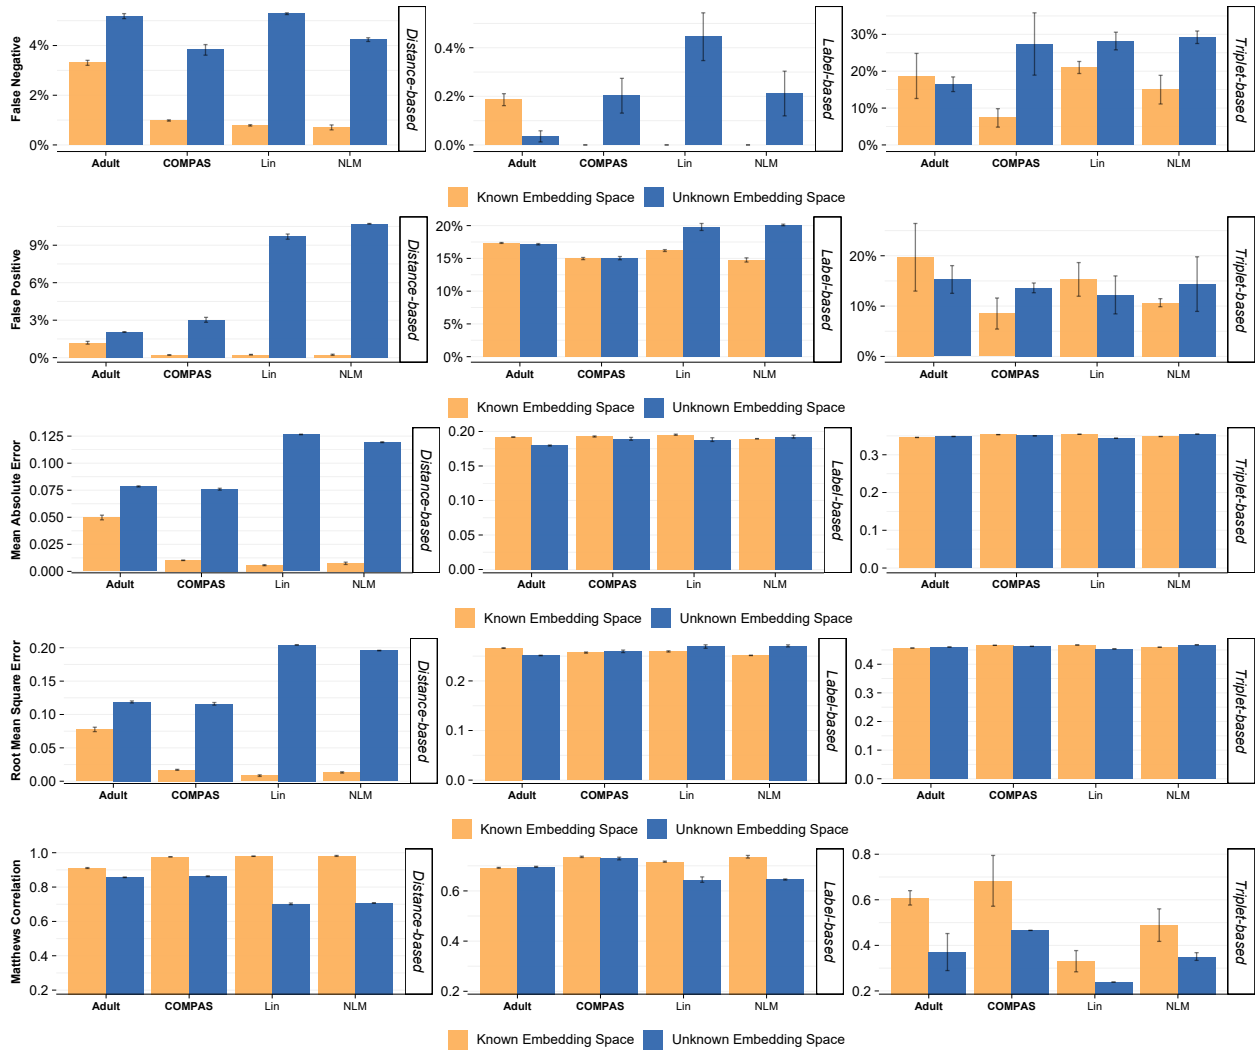 False Negative
4%
2%
0%
Adult COMPAS Lin NLM
Distance-based
0.4%
0.2%
0.0%
Adult COMPAS Lin NLM
Label-based
30%
20%
10%
0%
Adult COMPAS Lin NLM
Triplet-based
Known Embedding Space Unknown Embedding Space
False Positive
9%
6%
3%
0%
Adult COMPAS Lin NLM
Distance-based
20%
15%
10%
5%
0%
Adult COMPAS Lin NLM
Label-based
20%
10%
0%
Adult COMPAS Lin NLM
Triplet-based
Known Embedding Space Unknown Embedding Space
Mean Absolute Error
0.125
0.100
0.075
0.050
0.025
0.000
Adult COMPAS Lin NLM
Distance-based
0.20
0.15
0.10
0.05
0.00
Adult COMPAS Lin NLM
Label-based
0.3
0.2
0.1
0.0
Adult COMPAS Lin NLM
Triplet-based
Known Embedding Space Unknown Embedding Space
Root Mean Square Error
0.20
0.15
0.10
0.05
0.00
Adult COMPAS Lin NLM
Distance-based
0.2
0.1
0.0
Adult COMPAS Lin NLM
Label-based
0.4
0.3
0.2
0.1
0.0
Adult COMPAS Lin NLM
Triplet-based
Known Embedding Space Unknown Embedding Space
Matthews Correlation
1.0
0.8
0.6
0.4
0.2
Adult COMPAS Lin NLM
Distance-based
0.6
0.4
0.2
Adult COMPAS Lin NLM
Label-based
0.8
0.6
0.4
0.2
Adult COMPAS Lin NLM
Triplet-based
Known Embedding Space Unknown Embedding Space